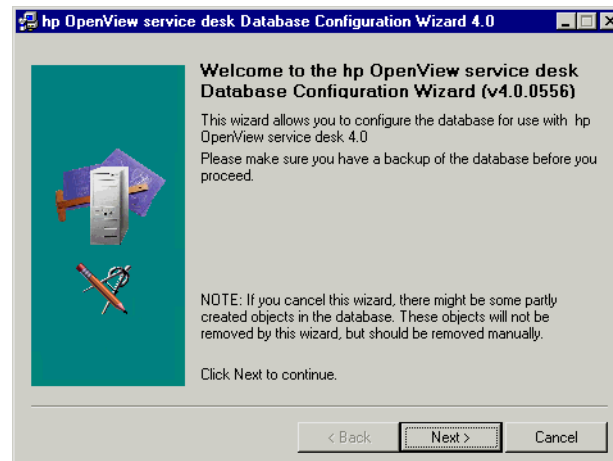 hp OpenView service desk Database Configuration Wizard 4.0
Welcome to the hp OpenView service desk
Database Configuration Wizard (v4.0.0556)
This wizard allows you to configure the database for use with hp
OpenView service desk 4.0
Please make sure you have a backup of the database before you
proceed.
NOTE: If you cancel this wizard, there might be some partly
created objects in the database. These objects will not be
removed by this wizard, but should be removed manually.
Click Next to continue.
< Back Next > Cancel